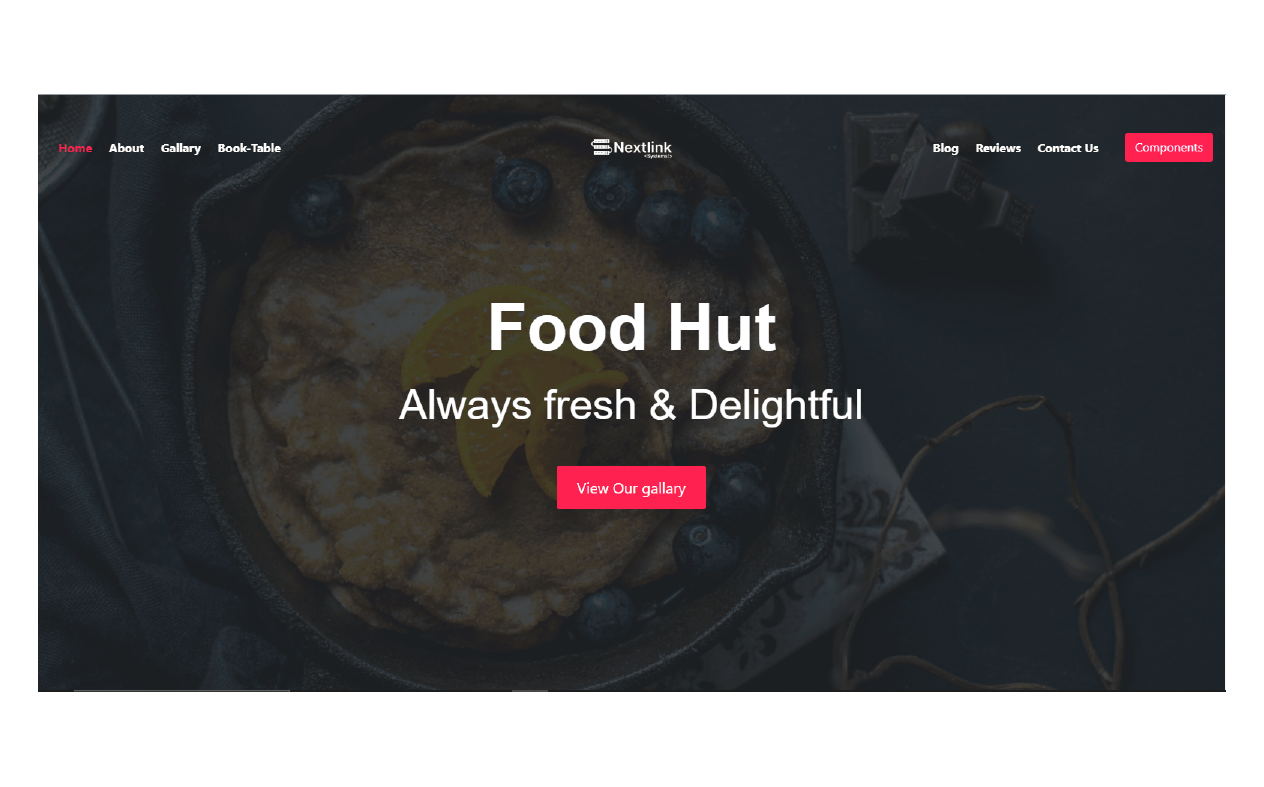 Home About Gallary Book-Table
Nextlink
<Systems!>
Blog Reviews Contact Us Components
Food Hut
Always fresh & Delightful
View Our gallary